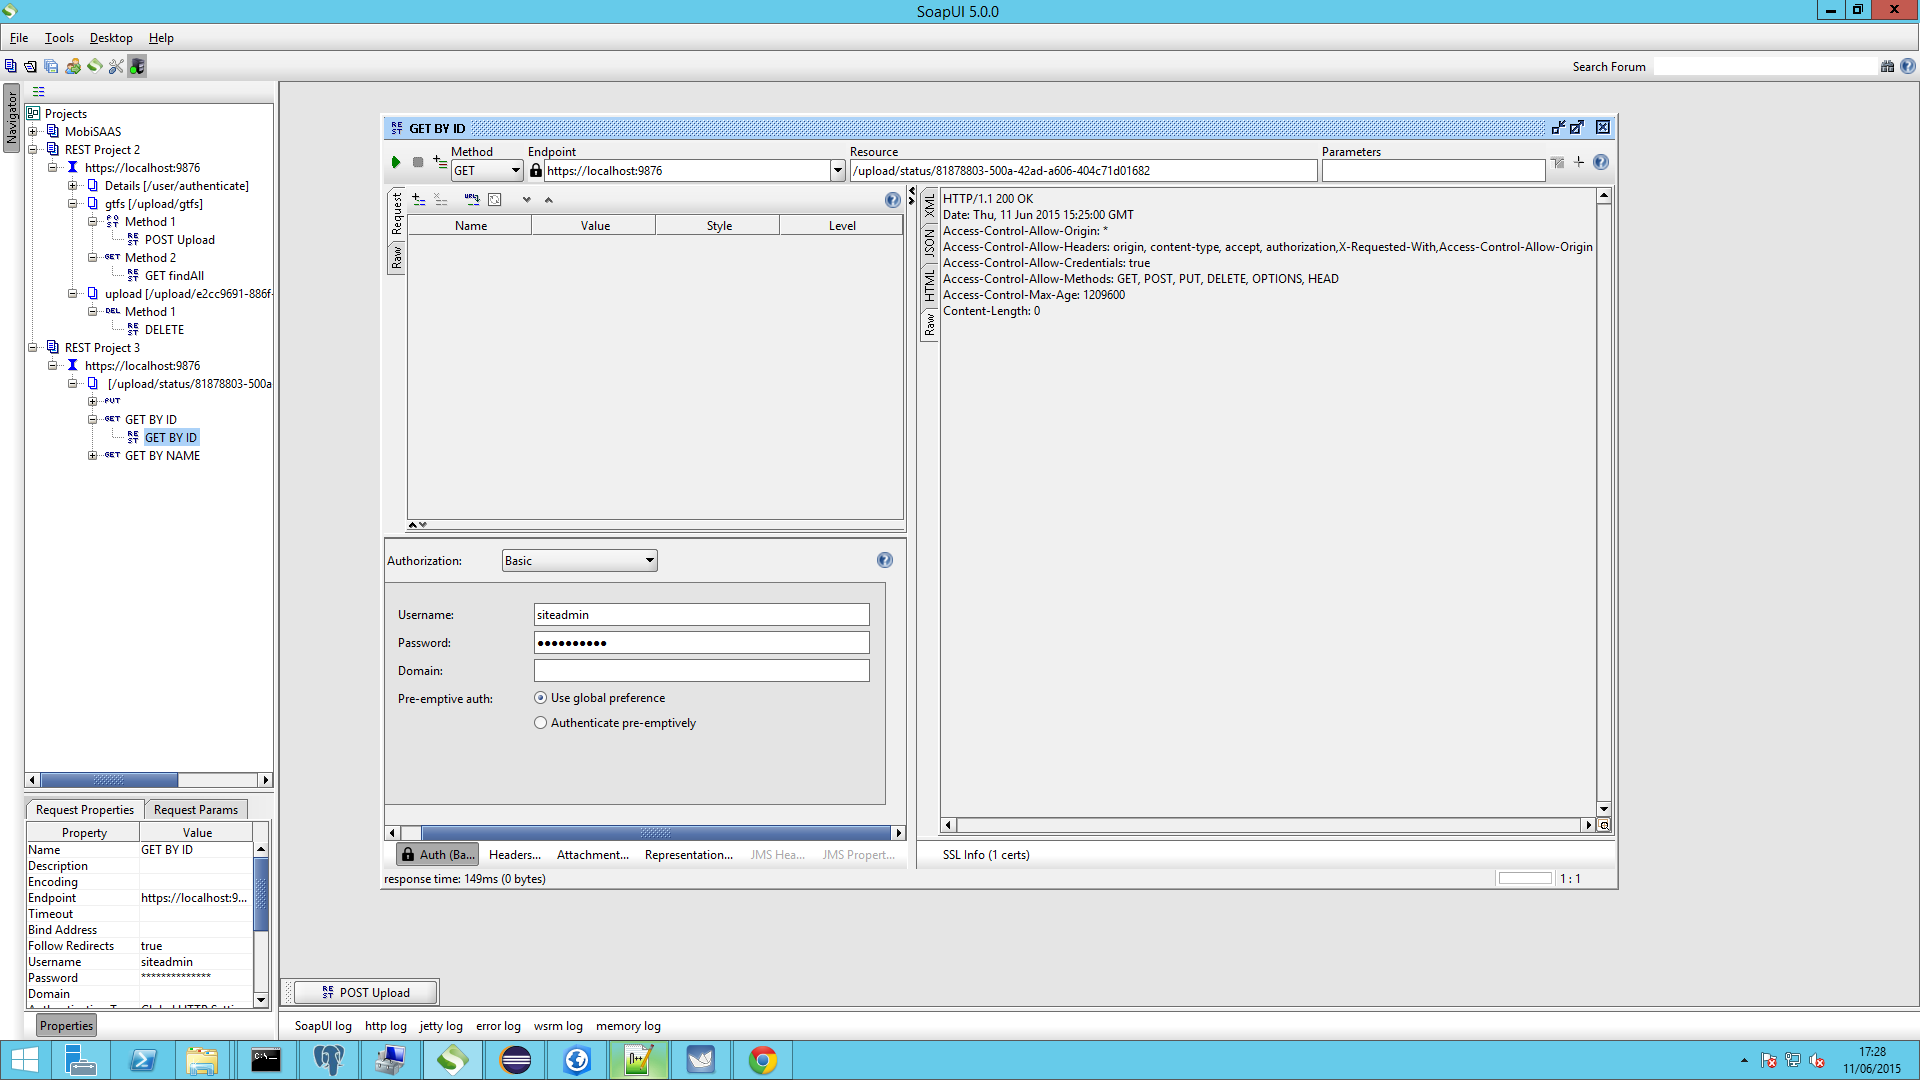 SoapUI 5.0.0
File Tools Desktop Help
Search Forum
Navigator
Projects
MobiSAAS
REST Project 2
https://localhost:9876
Details [/user/authenticate]
gtfs [/upload/gtfs]
Method 1
POST Upload
GET Method 2
GET findAll
upload [/upload/e2cc9691-886f-
DEL Method 1
DELETE
REST Project 3
https://localhost:9876
[/upload/status/81878803-500a
PUT
GET GET BY ID
REST GET BY ID
GET GET BY NAME
Request Properties Request Params
Property Value
Name GET BY ID
Description
Encoding
Endpoint https://localhost:9...
Timeout
Bind Address
Follow Redirects true
Username siteadmin
Password **************
Domain
Properties
REST GET BY ID
Method Endpoint Resource Parameters
GET https://localhost:9876 /upload/status/81878803-500a-42ad-a606-404c71d01682
Request
Raw
Name Value Style Level
Authorization: Basic
Username: siteadmin
Password: ●●●●●●●●●●
Domain:
Pre-emptive auth: Use global preference
Authenticate pre-emptively
Auth (Ba... Headers... Attachment... Representation... JMS Hea... JMS Propert...
response time: 149ms (0 bytes)
XML
JSON
HTML
Raw
HTTP/1.1 200 OK
Date: Thu, 11 Jun 2015 15:25:00 GMT
Access-Control-Allow-Origin: *
Access-Control-Allow-Headers: origin, content-type, accept, authorization,X-Requested-With,Access-Control-Allow-Origin
Access-Control-Allow-Credentials: true
Access-Control-Allow-Methods: GET, POST, PUT, DELETE, OPTIONS, HEAD
Access-Control-Max-Age: 1209600
Content-Length: 0
SSL Info (1 certs)
1 : 1
REST POST Upload
SoapUI log http log jetty log error log wsrm log memory log
17:28
11/06/2015